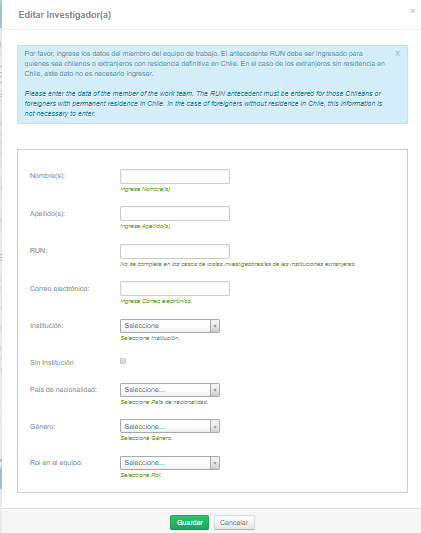 Editar Investigador(a)
×
Por favor, ingrese los datos del miembro del equipo de trabajo. El antecedente RUN debe ser ingresado para
x
quienes sea chilenos o extranjeros con residencia definitiva en Chile. En el caso de los extranjeros sin residencia en
Chile, este dato no es necesario ingresar.
Please enter the data of the member of the work team. The RUN antecedent must be entered for those Chileans or
foreigners with permanent residence in Chile. In the case of foreigners without residence in Chile, this information is
not necessary to enter.
Nombre(s):
Ingrese Nombre(s).
Apellido(s):
Ingrese Apellido(s).
RUN:
No se completa en los casos de los/las investigadores/as de las instituciones extranjeras.
Correo electrónico:
Ingrese Correo electrónico.
Institución:
Seleccione
Seleccione Institución.
Sin Institución
País de nacionalidad:
Seleccione...
Seleccione País de nacionalidad.
Género:
Seleccione...
Seleccione Género.
Rol en el equipo:
Seleccione...
Seleccione Rol.
Guardar
Cancelar